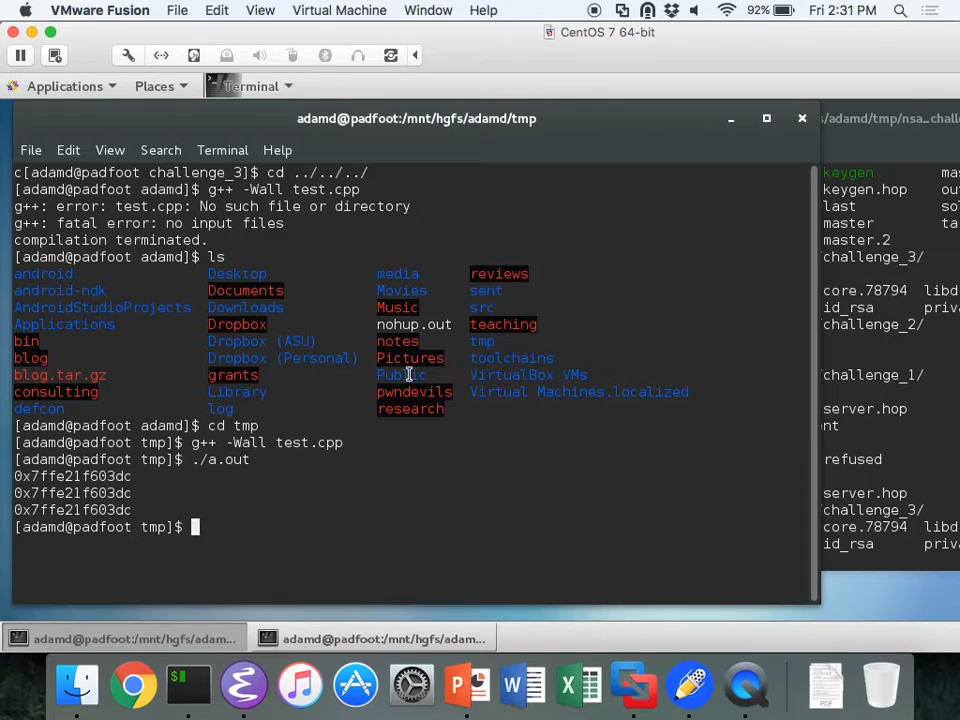 VMware Fusion File Edit View Virtual Machine Window Help 92% Fri 2:31 PM
CentOS 7 64-bit
Applications Places Terminal
adamd@padfoot:/mnt/hgfs/adamd/tmp
/adamd/tmp/nsa_chall
File Edit View Search Terminal Help
c[adamd@padfoot challenge_3]$ cd ../../../
[adamd@padfoot adamd]$ g++ -Wall test.cpp
g++: error: test.cpp: No such file or directory
g++: fatal error: no input files
compilation terminated.
[adamd@padfoot adamd]$ ls
android Desktop media reviews
android-ndk Documents Movies sent
AndroidStudioProjects Downloads Music src
Applications Dropbox nohup.out teaching
bin Dropbox (ASU) notes tmp
blog Dropbox (Personal) Pictures toolchains
blog.tar.gz grants Public VirtualBox VMs
consulting Library pwndevils Virtual Machines.localized
defcon log research
[adamd@padfoot adamd]$ cd tmp
[adamd@padfoot tmp]$ g++ -Wall test.cpp
[adamd@padfoot tmp]$ ./a.out
0x7ffe21f603dc
0x7ffe21f603dc
0x7ffe21f603dc
[adamd@padfoot tmp]$
keygen mas
keygen.hop ou
last so
master
master.2
challenge_3/
core.78794 libd
id_rsa priv
challenge_2/
challenge_1/
server.hop
refused
server.hop
challenge_3/
core.78794 libd
id_rsa priv
adamd@padfoot:/mnt/hgfs/adam...
adamd@padfoot:/mnt/hgfs/adam...
PDF